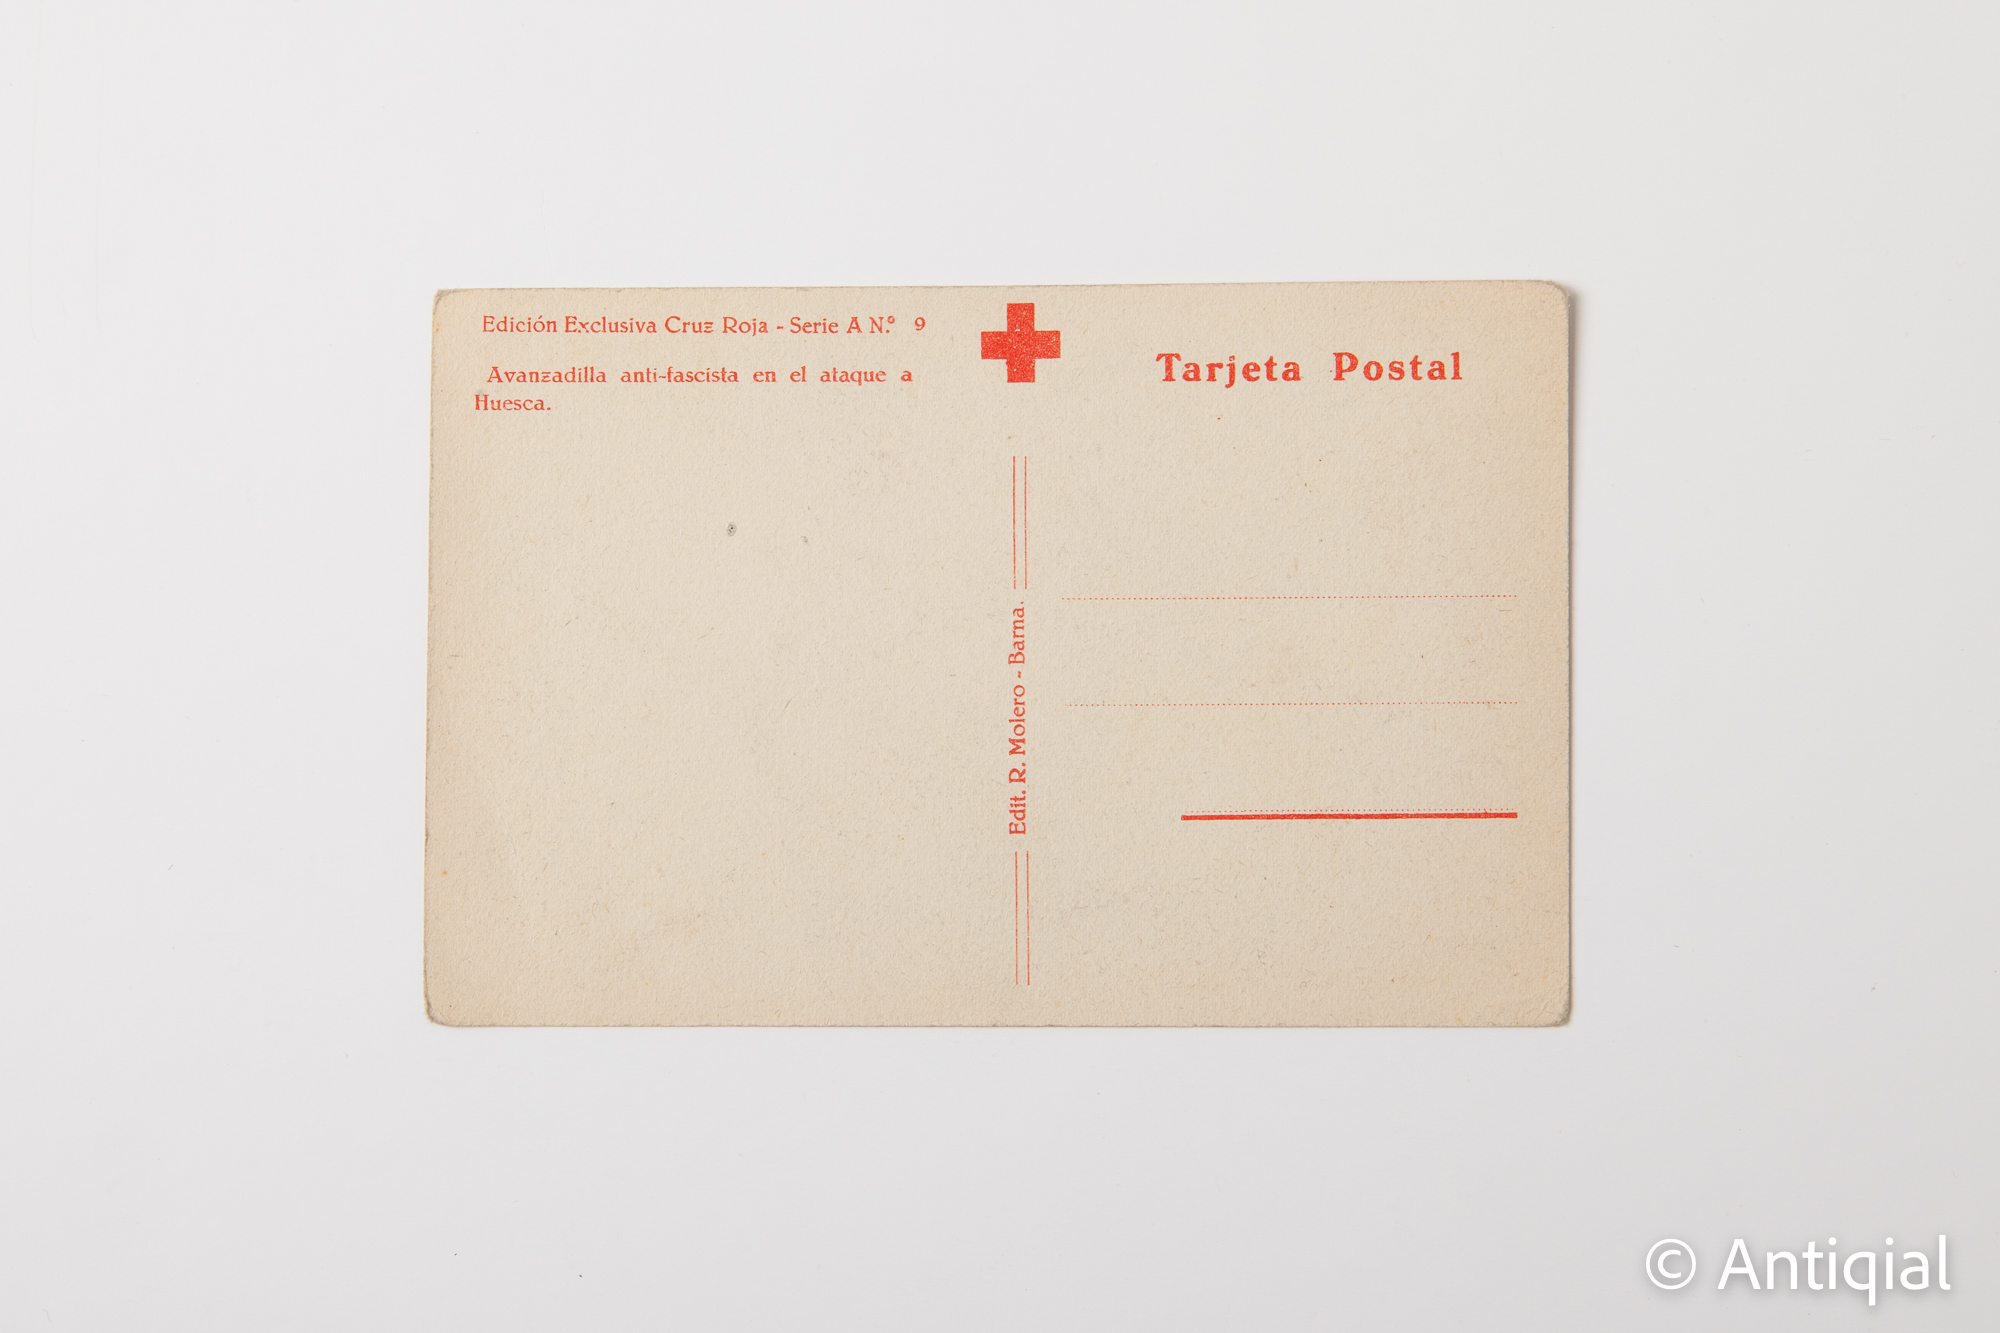 Edición Exclusiva Cruz Roja - Serie A N.º 9
Avanzadilla anti-fascista en el ataque a
Huesca.
Tarjeta Postal
Edit. R. Molero - Barna.
© Antiqial